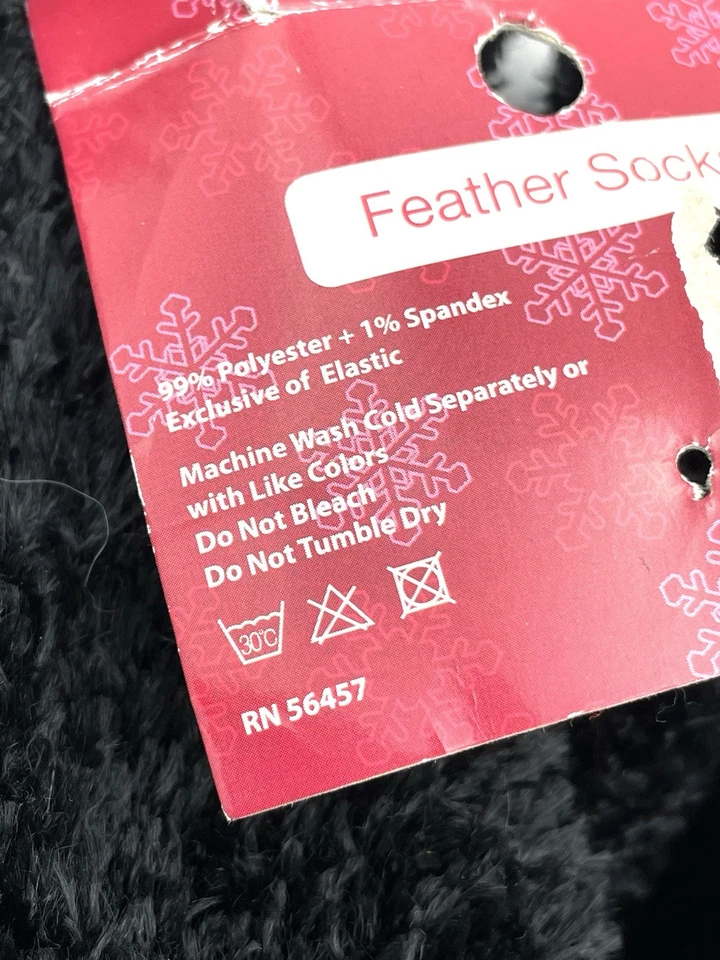 Feather Socks
99% Polyester + 1% Spandex
Exclusive of Elastic
Machine Wash Cold Separately or
with Like Colors
Do Not Bleach
Do Not Tumble Dry
30°C
RN 56457